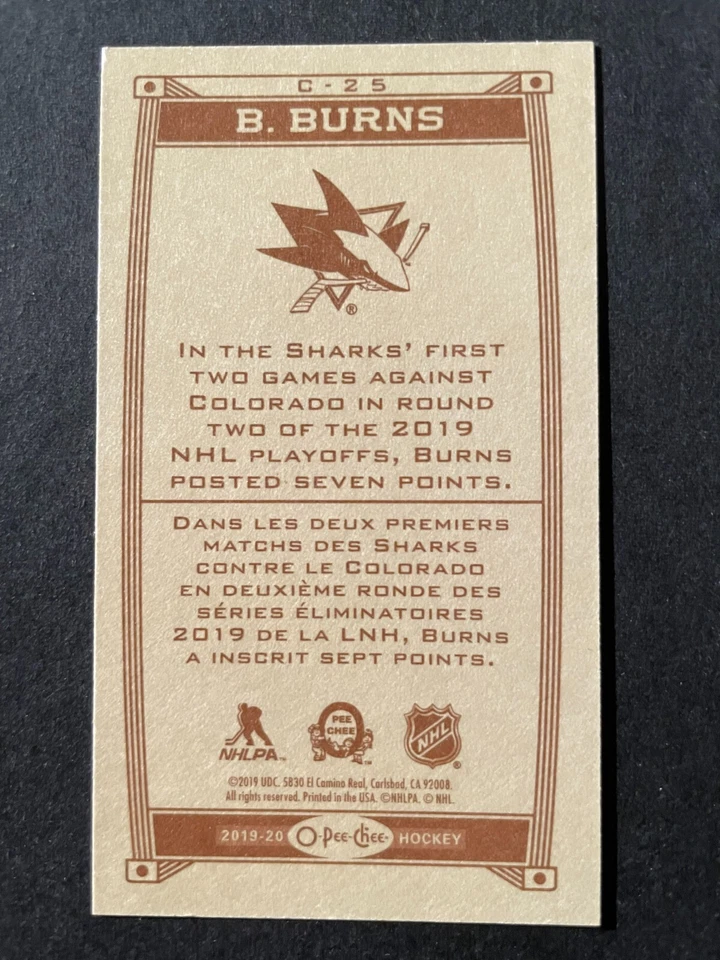 C-25
B. BURNS
®
IN THE SHARKS' FIRST
TWO GAMES AGAINST
COLORADO IN ROUND
TWO OF THE 2019
NHL PLAYOFFS, BURNS
POSTED SEVEN POINTS.
DANS LES DEUX PREMIERS
MATCHS DES SHARKS
CONTRE LE COLORADO
EN DEUXIÈME RONDE DES
SÉRIES ÉLIMINATOIRES
2019 DE LA LNH, BURNS
A INSCRIT SEPT POINTS.
NHLPA™
O PEE CHEE ™
NHL ®
©2019 UDC. 5830 El Camino Real, Carlsbad, CA 92008.
All rights reserved. Printed in the USA. ©NHLPA. © NHL.
2019-20 O-Pee-Chee HOCKEY